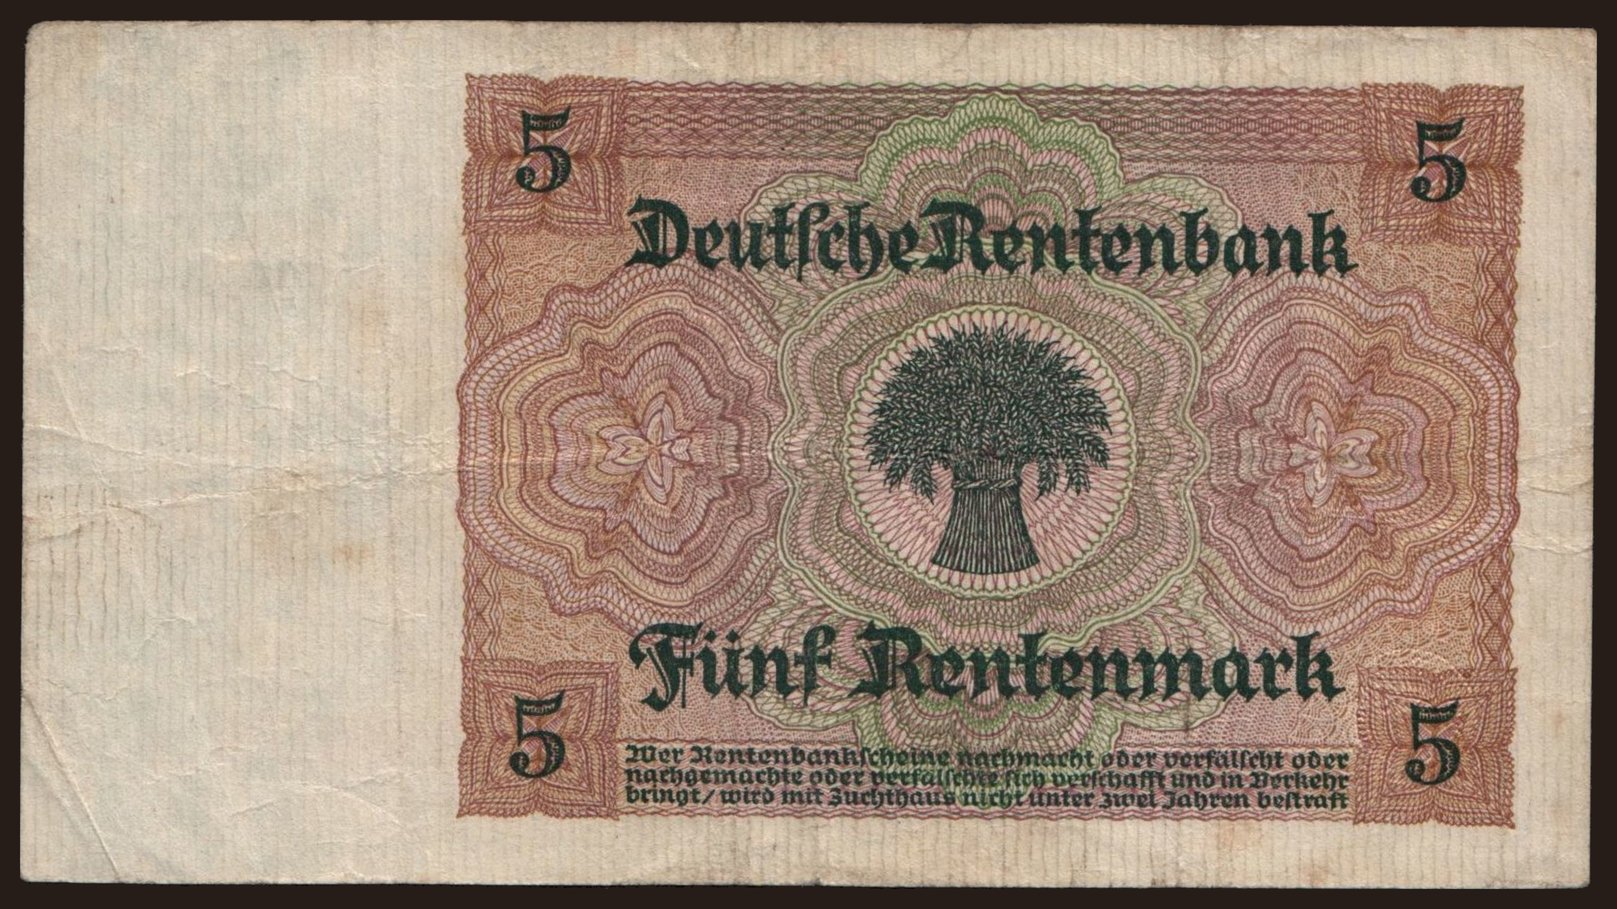 5 5
Deutſche Rentenbank
Fünf Rentenmark
5 5
Wer Rentenbankſcheine nachmacht oder verfälſcht oder
nachgemachte oder verfälſchte ſich verſchafft und in Verkehr
bringt/ wird mit Zuchthaus nicht unter zwei Jahren beſtraft